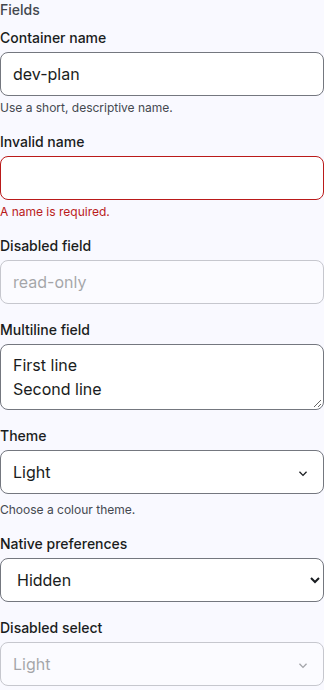 Fields
Container name
dev-plan
Use a short, descriptive name.
Invalid name
A name is required.
Disabled field
read-only
Multiline field
First line
Second line
Theme
Light
Choose a colour theme.
Native preferences
Hidden
Disabled select
Light